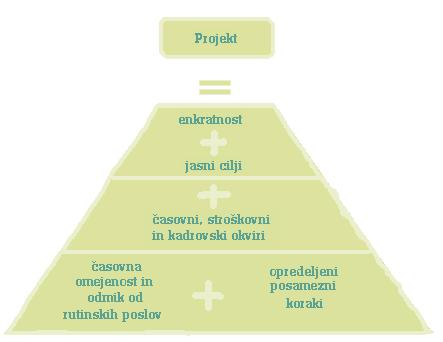 Projekt
=
enkratnost
+
jasni cilji
+
časovni, stroškovni
in kadrovski okviri
časovna
omejenost in
odmik od
rutinskih poslov
+
opredeljeni
posamezni
koraki